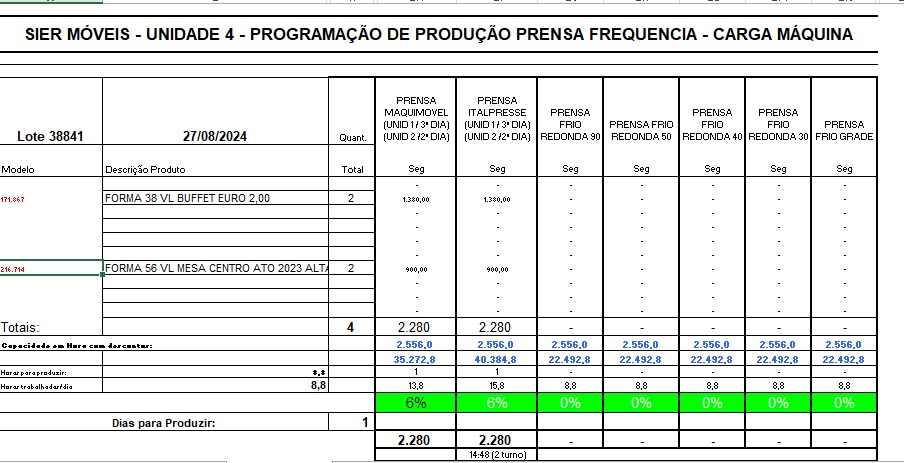 SIER MÓVEIS - UNIDADE 4 - PROGRAMAÇÃO DE PRODUÇÃO PRENSA FREQUENCIA - CARGA MÁQUINA
Lote 38841 27/08/2024 Quant. PRENSA MAQUIMOVEL (UNID 1 / 3ª DIA) (UNID 2 /2ª DIA) PRENSA ITALPRESSE (UNID 1 / 3ª DIA) (UNID 2 /2ª DIA) PRENSA FRIO REDONDA 90 PRENSA FRIO REDONDA 50 PRENSA FRIO REDONDA 40 PRENSA FRIO REDONDA 30 PRENSA FRIO GRADE
Modelo Descrição Produto Total Seg Seg Seg Seg Seg Seg Seg
- - - - - - -
171.867 FORMA 38 VL BUFFET EURO 2,00 2 1.380,00 1.380,00 - - - - -
- - - - - - -
- - - - - - -
- - - - - - -
- - - - - - -
216.714 FORMA 56 VL MESA CENTRO ATO 2023 ALTA 2 900,00 900,00 - - - - -
- - - - - - -
- - - - - - -
- - - - - - -
Totais: 4 2.280 2.280 - - - - -
Capacidade em Hora com descontos: 2.556,0 2.556,0 2.556,0 2.556,0 2.556,0 2.556,0 2.556,0
35.272,8 40.384,8 22.492,8 22.492,8 22.492,8 22.492,8 22.492,8
Horas para produzir: 8,8 1 1 - - - - -
Horas trabalhadas/dia 8,8 13,8 15,8 8,8 8,8 8,8 8,8 8,8
6% 6% 0% 0% 0% 0% 0%
Dias para Produzir: 1
2.280 2.280 - - - - -
14:48 (2 turno)